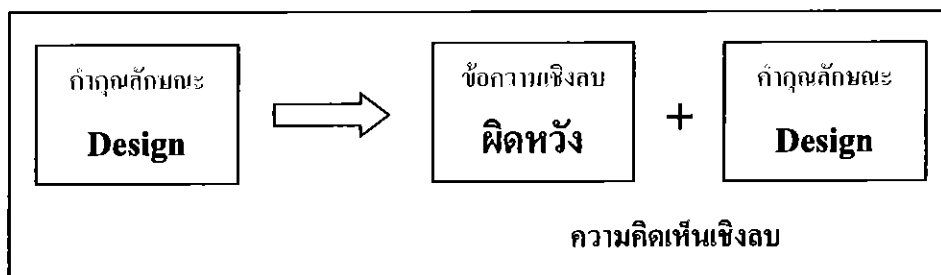 คำคุณลักษณะ
Design
ข้อความเชิงลบ
ผิดหวัง
+
คำคุณลักษณะ
Design
ความคิดเห็นเชิงลบ